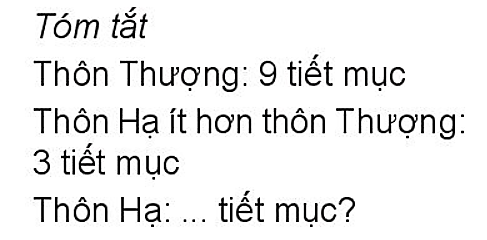 Tóm tắt
Thôn Thượng: 9 tiết mục
Thôn Hạ ít hơn thôn Thượng:
3 tiết mục
Thôn Hạ: ... tiết mục?